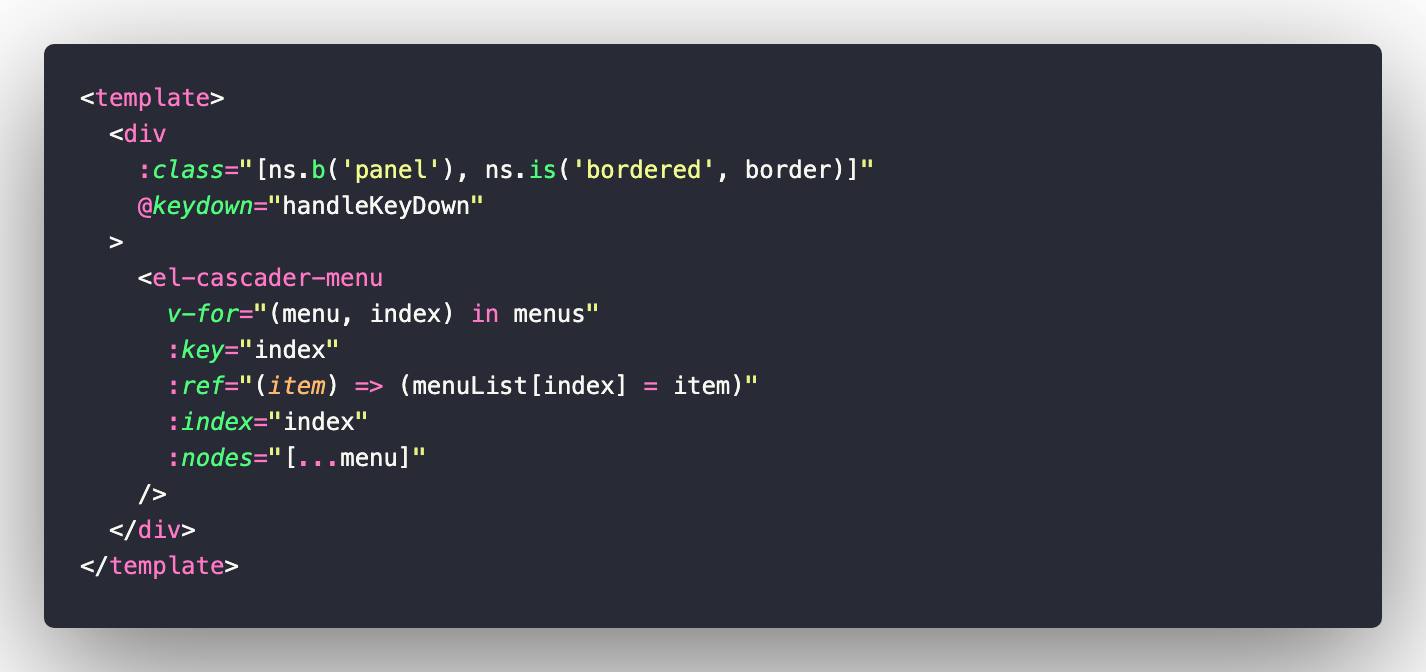 <template>
  <div
    :class="[ns.b('panel'), ns.is('bordered', border)]"
    @keydown="handleKeyDown"
  >
    <el-cascader-menu
      v-for="(menu, index) in menus"
      :key="index"
      :ref="(item) => (menuList[index] = item)"
      :index="index"
      :nodes="[...menu]"
    />
  </div>
</template>